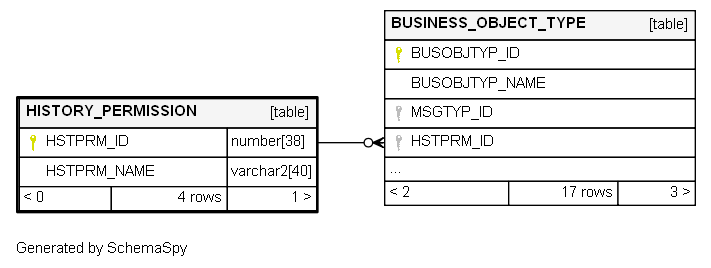 BUSINESS_OBJECT_TYPE [table]
BUSOBJTYP_ID
BUSOBJTYP_NAME
MSGTYP_ID
HSTPRM_ID
...
< 2 17 rows 3 >
HISTORY_PERMISSION [table]
HSTPRM_ID number[38]
HSTPRM_NAME varchar2[40]
< 0 4 rows 1 >
Generated by SchemaSpy